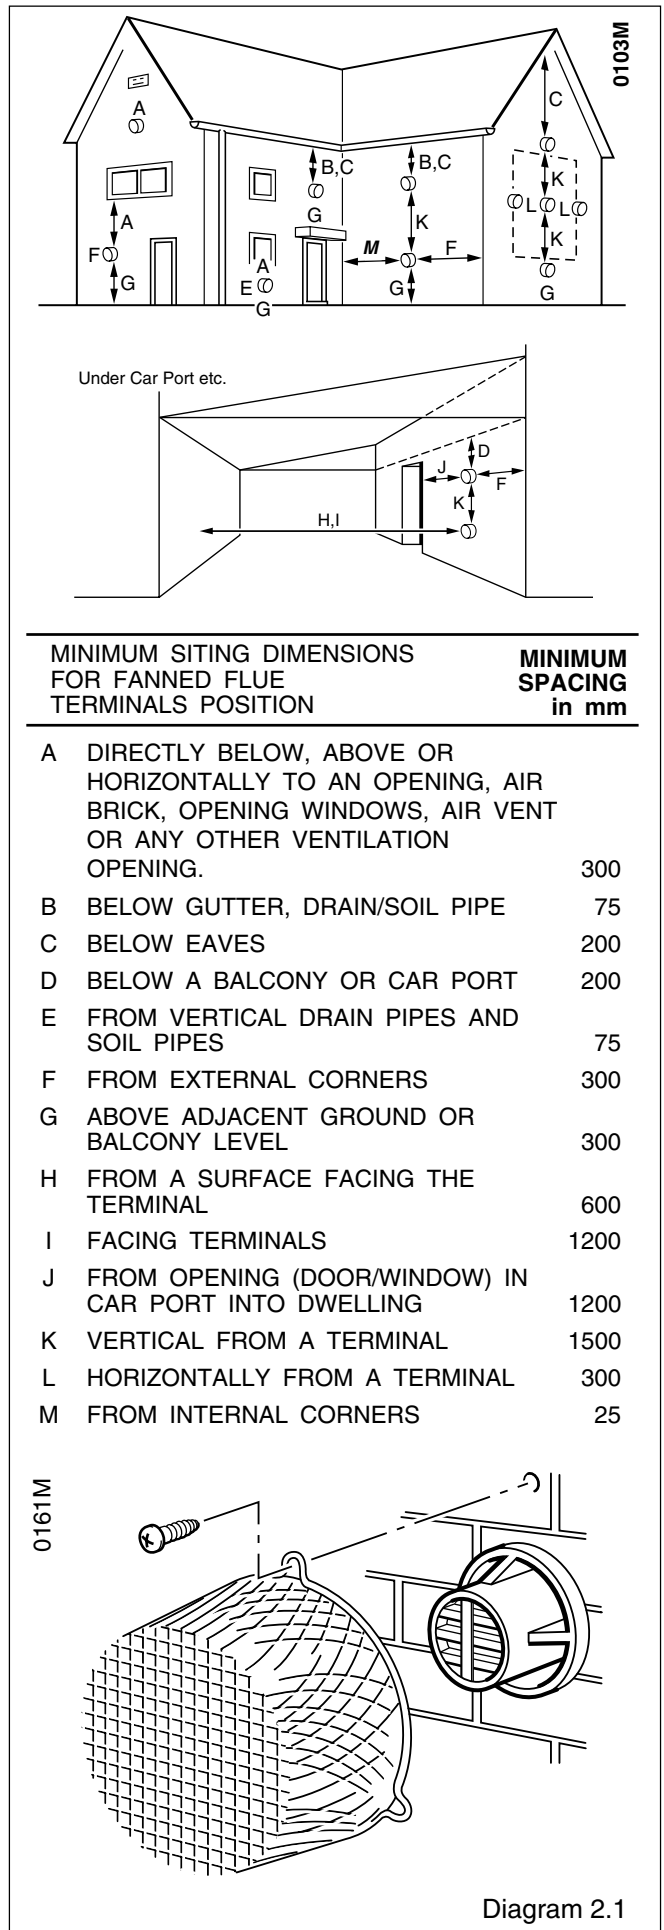 0103M
A
C
B,C
B,C
K
G
L
L
A
K
M
F
K
F
A
G
E
G
G
G
Under Car Port etc.
D
J
F
K
H,I
MINIMUM SITING DIMENSIONS
FOR FANNED FLUE
TERMINALS POSITION
MINIMUM
SPACING
in mm
A DIRECTLY BELOW, ABOVE OR
HORIZONTALLY TO AN OPENING, AIR
BRICK, OPENING WINDOWS, AIR VENT
OR ANY OTHER VENTILATION
OPENING. 300
B BELOW GUTTER, DRAIN/SOIL PIPE 75
C BELOW EAVES 200
D BELOW A BALCONY OR CAR PORT 200
E FROM VERTICAL DRAIN PIPES AND
SOIL PIPES 75
F FROM EXTERNAL CORNERS 300
G ABOVE ADJACENT GROUND OR
BALCONY LEVEL 300
H FROM A SURFACE FACING THE
TERMINAL 600
I FACING TERMINALS 1200
J FROM OPENING (DOOR/WINDOW) IN
CAR PORT INTO DWELLING 1200
K VERTICAL FROM A TERMINAL 1500
L HORIZONTALLY FROM A TERMINAL 300
M FROM INTERNAL CORNERS 25
0161M
Diagram 2.1